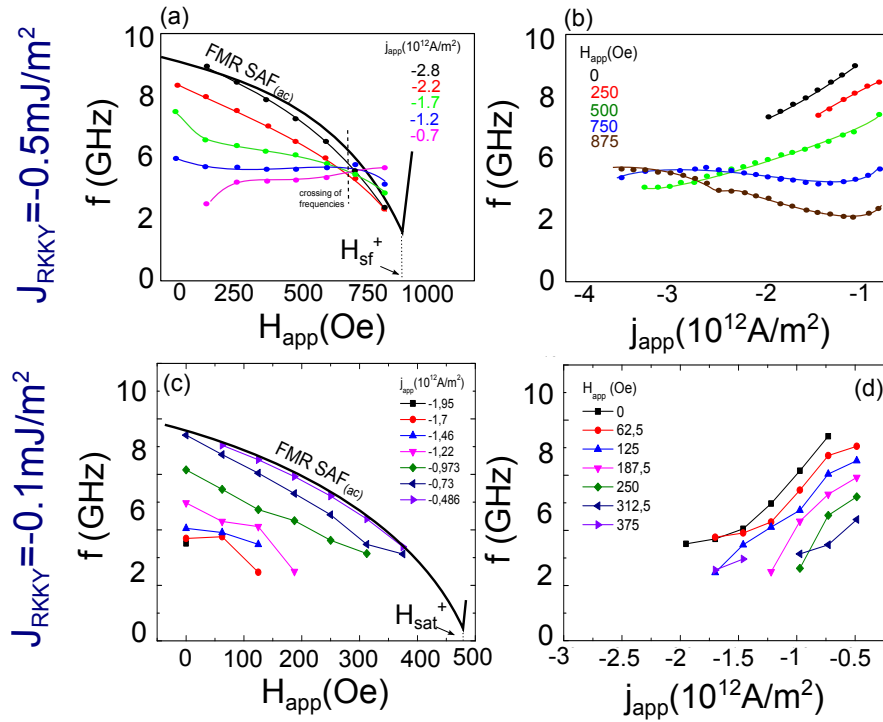 J_RKKY=-0.5mJ/m²
(a)
f (GHz)
10
8
6
4
2
0
FMR SAF(ac)
j_app(10¹²A/m²)
-2.8
-2.2
-1.7
-1.2
-0.7
crossing of
frequencies
H_sf⁺
0 250 500 750 1000
H_app(Oe)
(b)
f (GHz)
10
8
6
4
2
0
H_app(Oe)
0
250
500
750
875
-4 -3 -2 -1
j_app(10¹²A/m²)
J_RKKY=-0.1mJ/m²
(c)
f (GHz)
10
8
6
4
2
0
FMR SAF(ac)
j_app(10¹²A/m²)
-1,95
-1,7
-1,46
-1,22
-0,973
-0,73
-0,486
H_sat⁺
0 100 200 300 400 500
H_app(Oe)
(d)
f (GHz)
10
8
6
4
2
0
H_app (Oe)
0
62,5
125
187,5
250
312,5
375
-3 -2.5 -2 -1.5 -1 -0.5
j_app(10¹²A/m²)